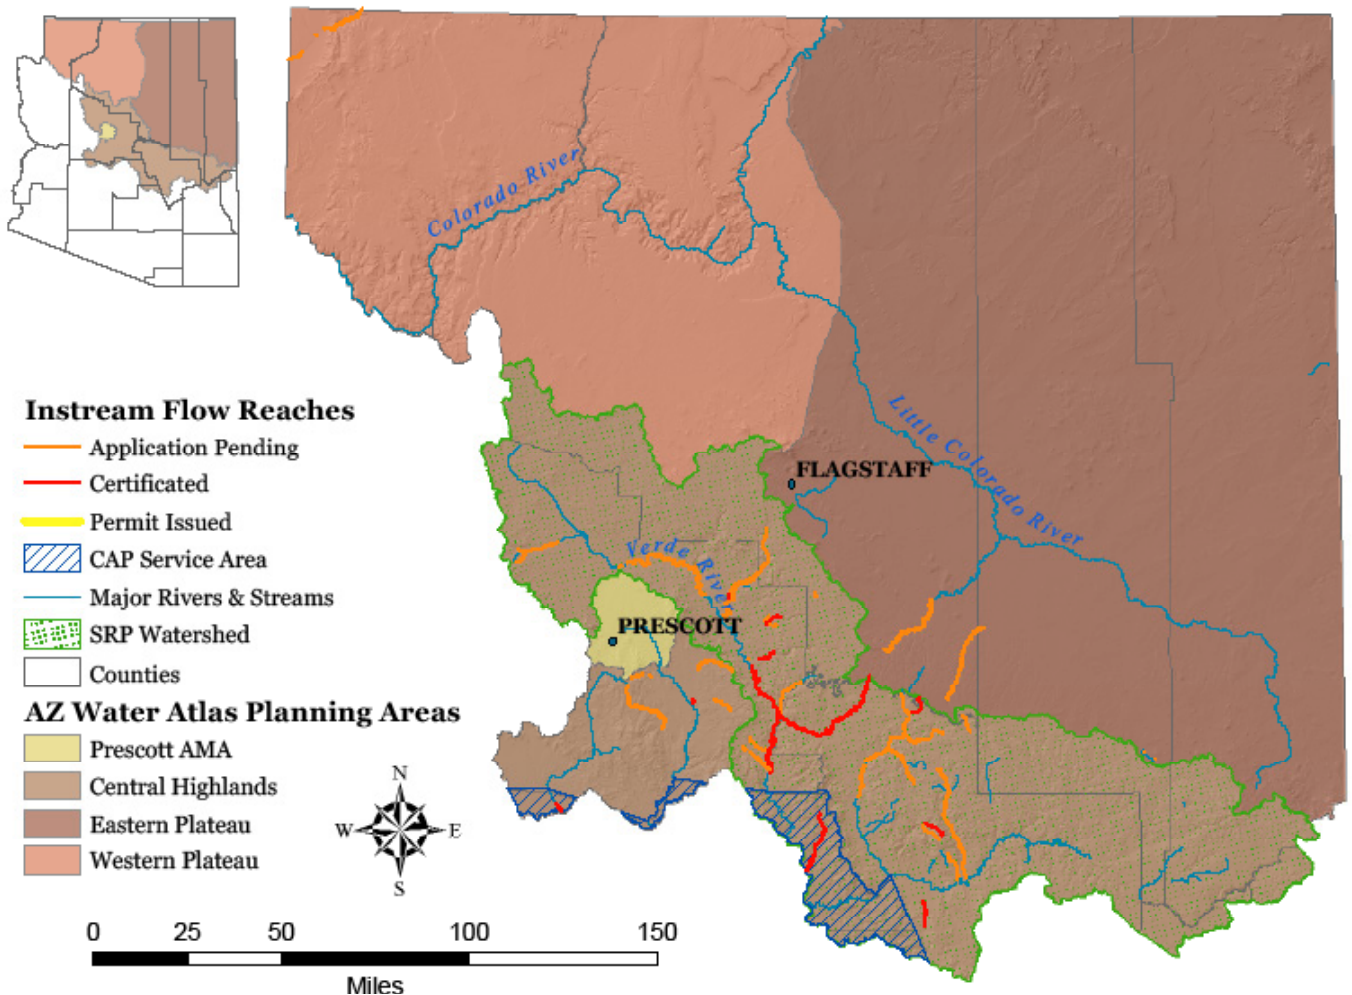 Colorado River
Little Colorado River
FLAGSTAFF
Verde River
PRESCOTT
Instream Flow Reaches
Application Pending
Certificated
Permit Issued
CAP Service Area
Major Rivers & Streams
SRP Watershed
Counties
AZ Water Atlas Planning Areas
Prescott AMA
Central Highlands
Eastern Plateau
Western Plateau
N
W E
S
0 25 50 100 150
Miles